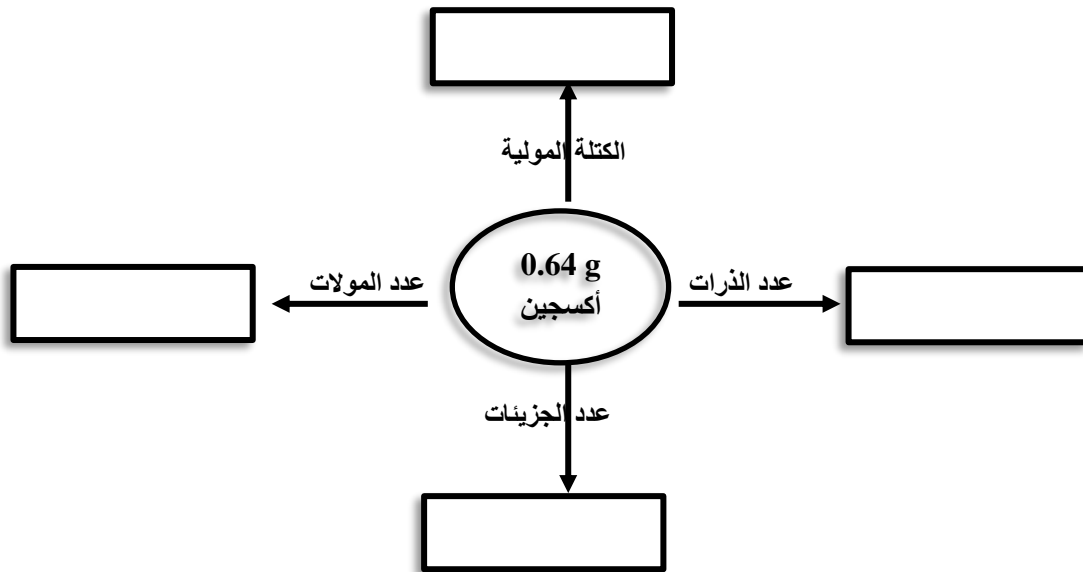 الكتلة المولية
0.64 g
أكسجين
عدد الذرات
عدد المولات
عدد الجزيئات